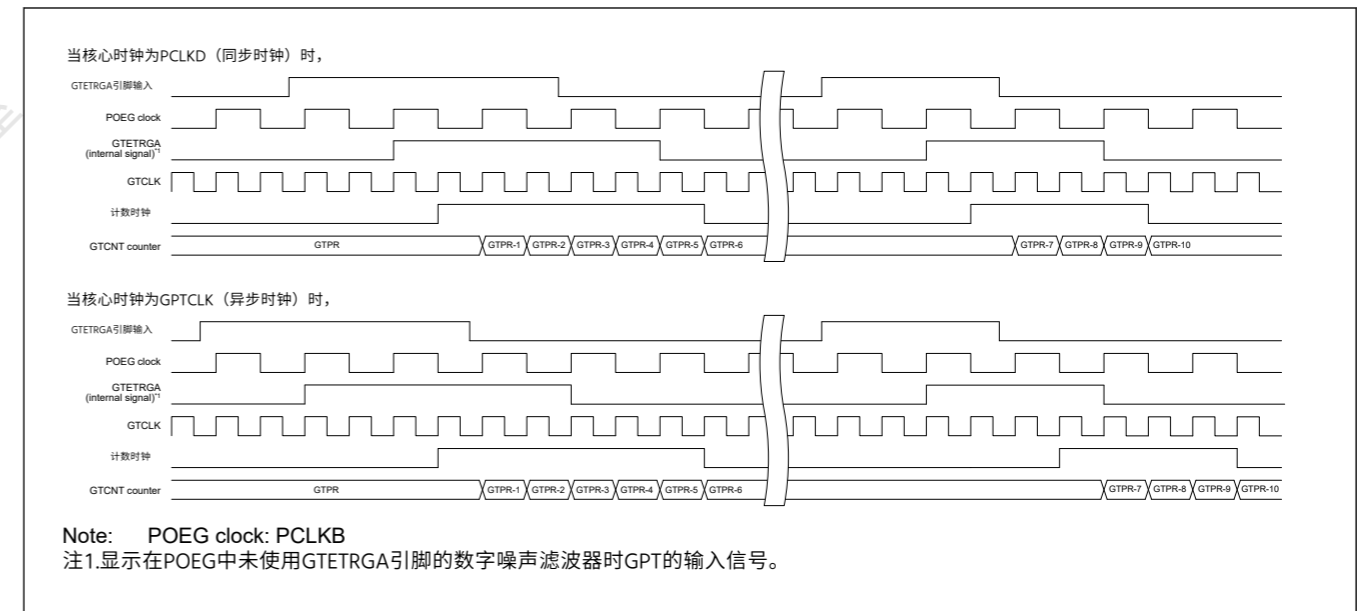 当核心时钟为PCLKD（同步时钟）时，
GTETRGA引脚输入
POEG clock
GTETRGA
(internal signal)*1
GTCLK
计数时钟
GTCNT counter GTPR GTPR-1 GTPR-2 GTPR-3 GTPR-4 GTPR-5 GTPR-6 GTPR-7 GTPR-8 GTPR-9 GTPR-10
当核心时钟为GPTCLK（异步时钟）时，
GTETRGA引脚输入
POEG clock
GTETRGA
(internal signal)*1
GTCLK
计数时钟
GTCNT counter GTPR GTPR-1 GTPR-2 GTPR-3 GTPR-4 GTPR-5 GTPR-6 GTPR-7 GTPR-8 GTPR-9 GTPR-10
Note: POEG clock: PCLKB
注1.显示在POEG中未使用GTETRGA引脚的数字噪声滤波器时GPT的输入信号。